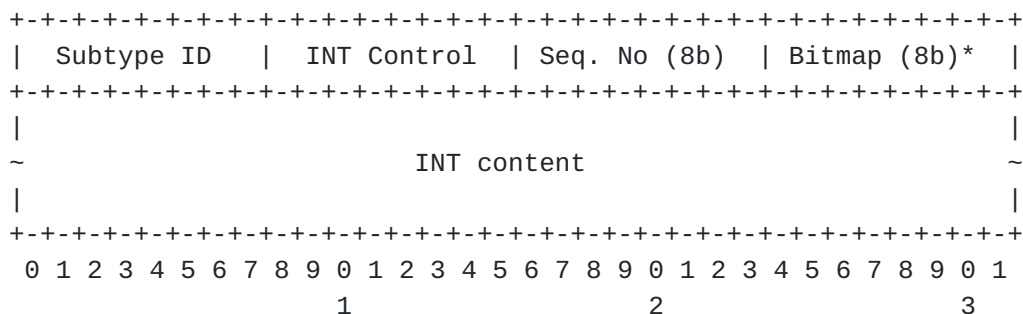 +-+-+-+-+-+-+-+-+-+-+-+-+-+-+-+-+-+-+-+-+-+-+-+-+-+-+-+-+-+-+-+-+
|  Subtype ID   |  INT Control  | Seq. No (8b)  | Bitmap (8b)*  |
+-+-+-+-+-+-+-+-+-+-+-+-+-+-+-+-+-+-+-+-+-+-+-+-+-+-+-+-+-+-+-+-+
|                                                               |
~                         INT content                           ~
|                                                               |
+-+-+-+-+-+-+-+-+-+-+-+-+-+-+-+-+-+-+-+-+-+-+-+-+-+-+-+-+-+-+-+-+
 0 1 2 3 4 5 6 7 8 9 0 1 2 3 4 5 6 7 8 9 0 1 2 3 4 5 6 7 8 9 0 1
                     1                   2                   3